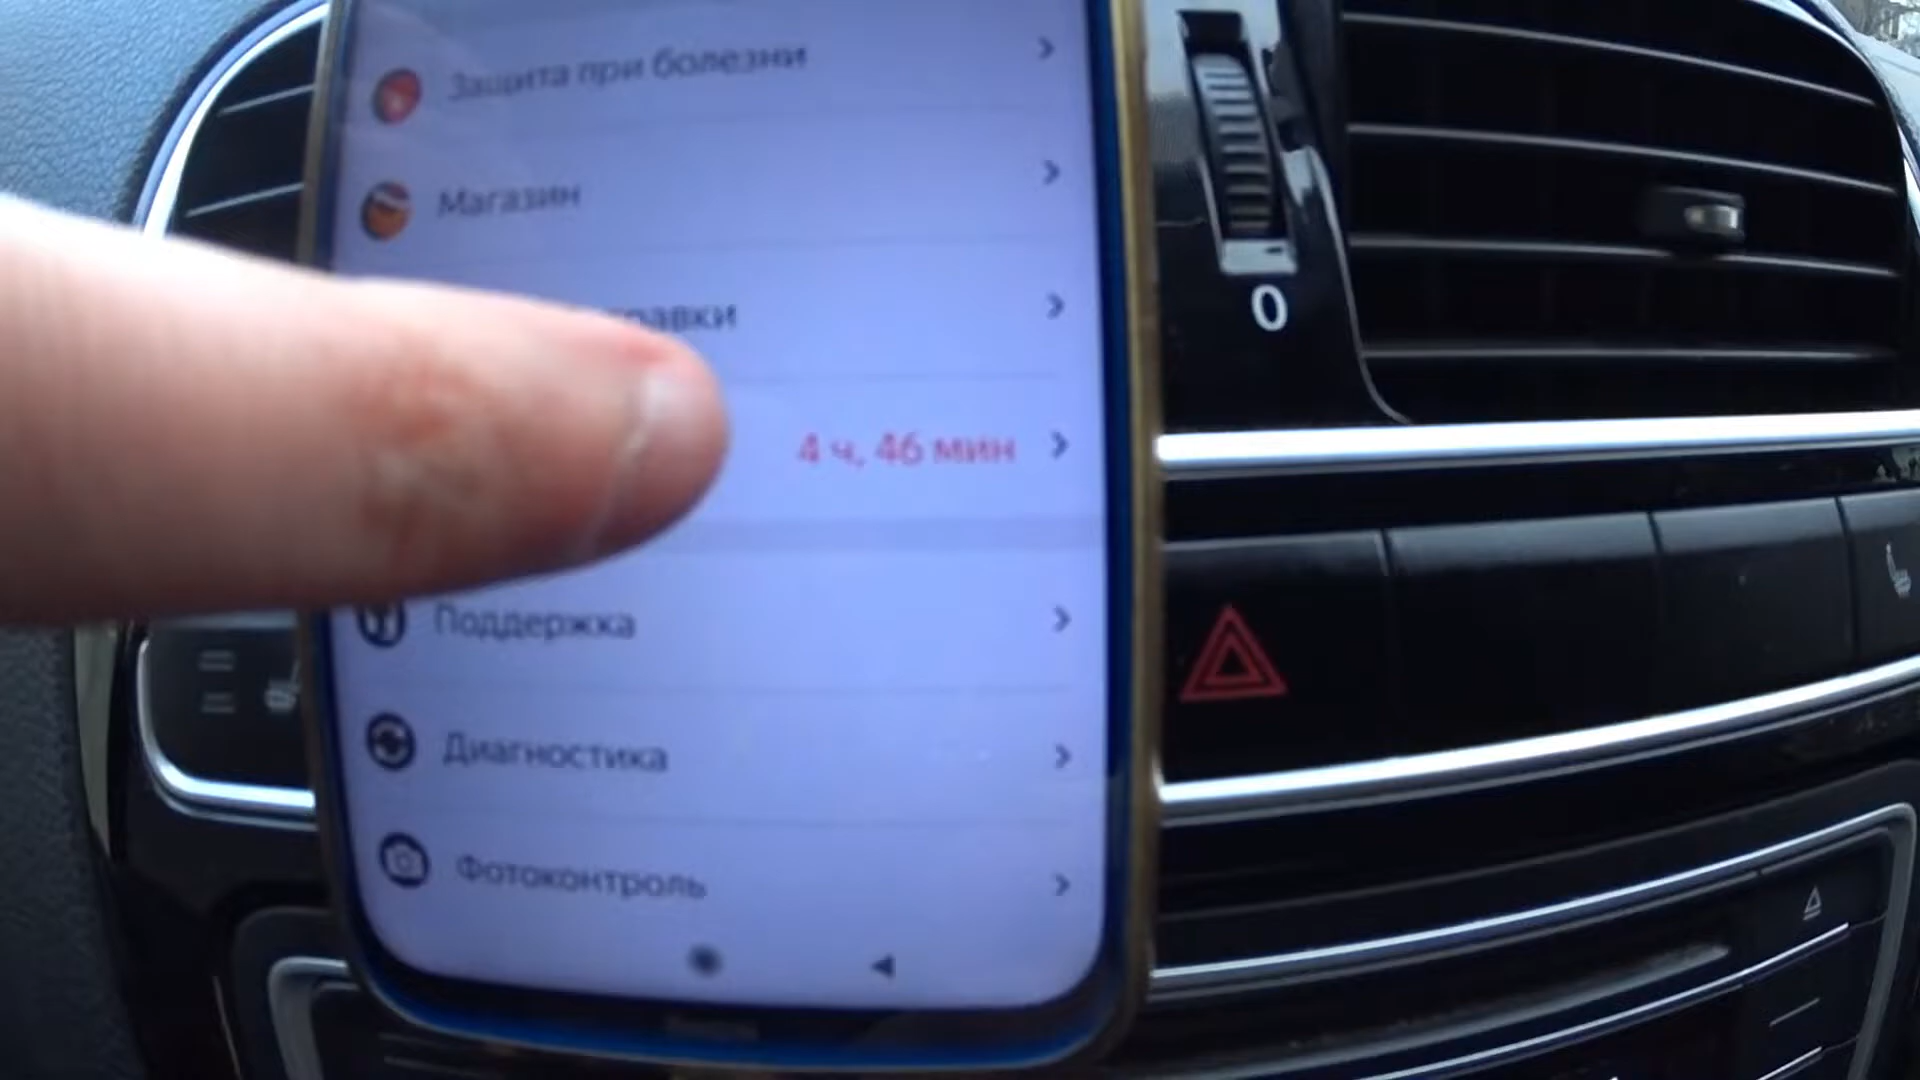 Защита при болезни
Магазин
4 ч, 46 мин
Поддержка
Диагностика
Фотоконтроль
0